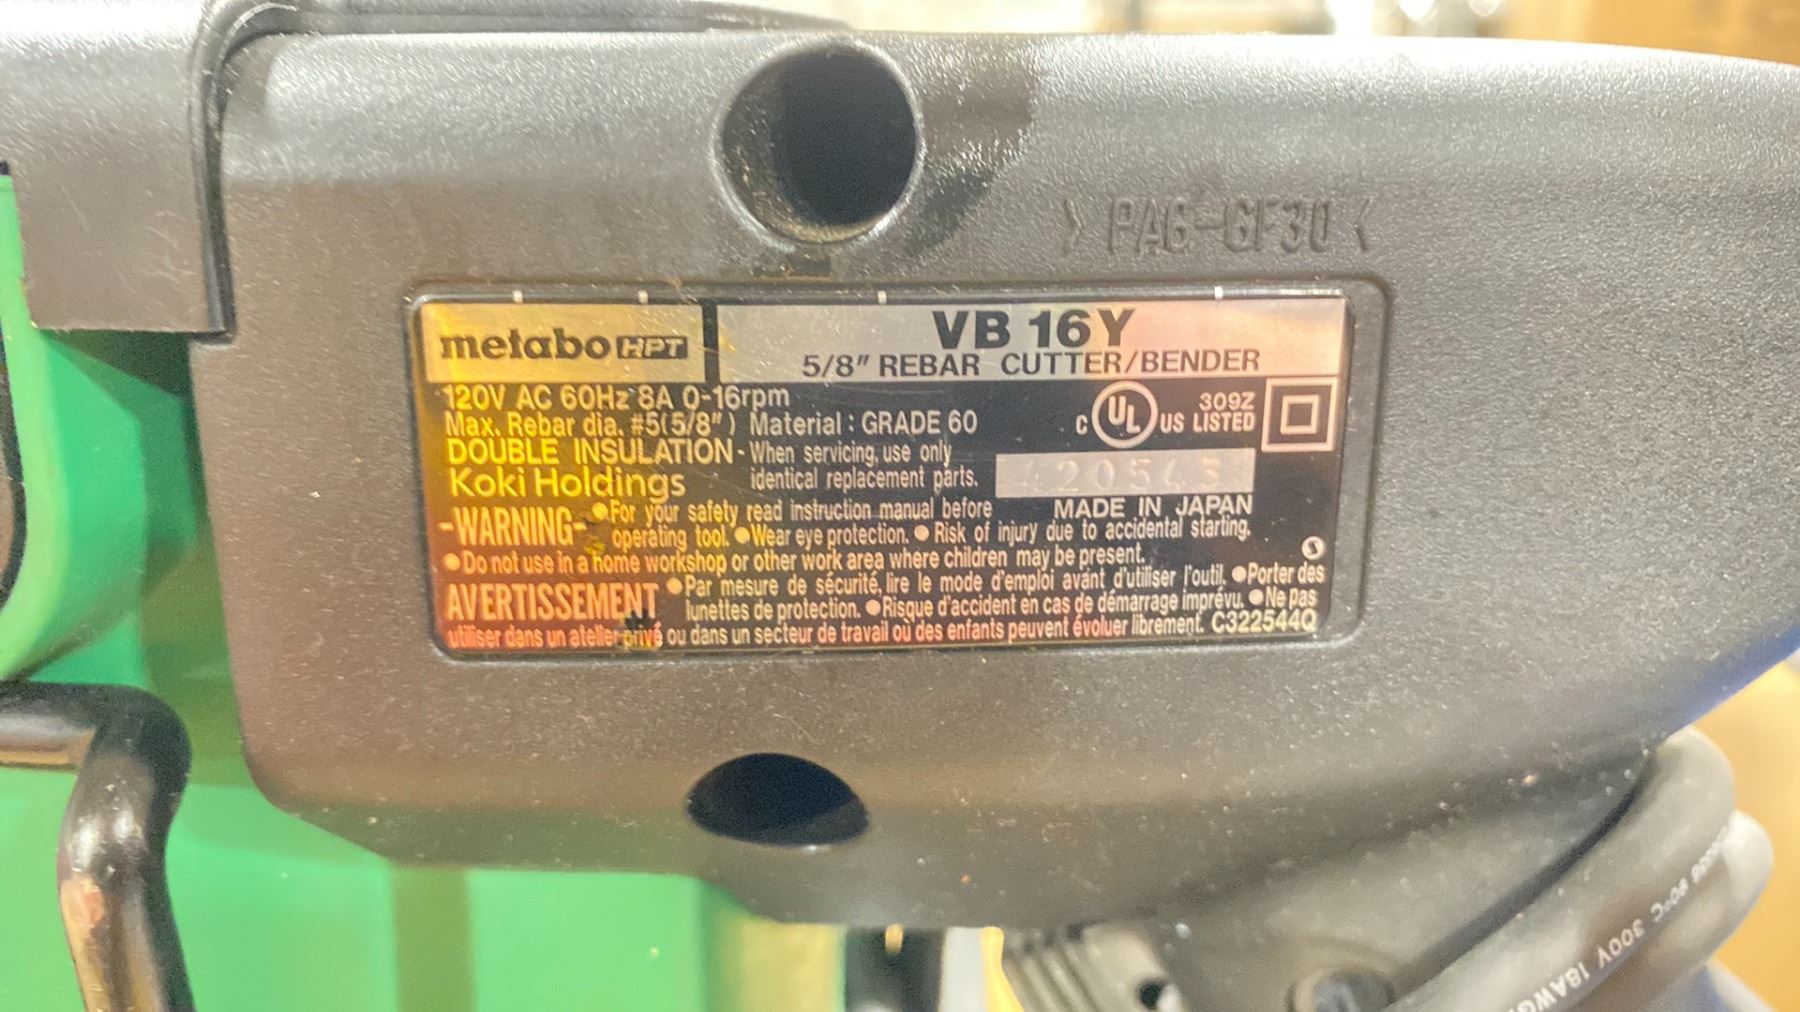 >PA6-GF30<
metabo HPT
VB 16Y
5/8" REBAR CUTTER/BENDER
120V AC 60Hz 8A 0-16rpm
Max. Rebar dia. #5(5/8") Material : GRADE 60
C UL US LISTED 309Z
DOUBLE INSULATION - When servicing, use only
identical replacement parts.
Koki Holdings
420543
MADE IN JAPAN
-WARNING- ●For your safety read instruction manual before
operating tool. ●Wear eye protection. ●Risk of injury due to accidental starting.
●Do not use in a home workshop or other work area where children may be present.
AVERTISSEMENT ●Par mesure de sécurité, lire le mode d'emploi avant d'utiliser l'outil. ●Porter des
lunettes de protection. ●Risque d'accident en cas de démarrage imprévu. ●Ne pas
utiliser dans un atelier privé ou dans un secteur de travail où des enfants peuvent évoluer librement. C322544Q
18AWG 300V